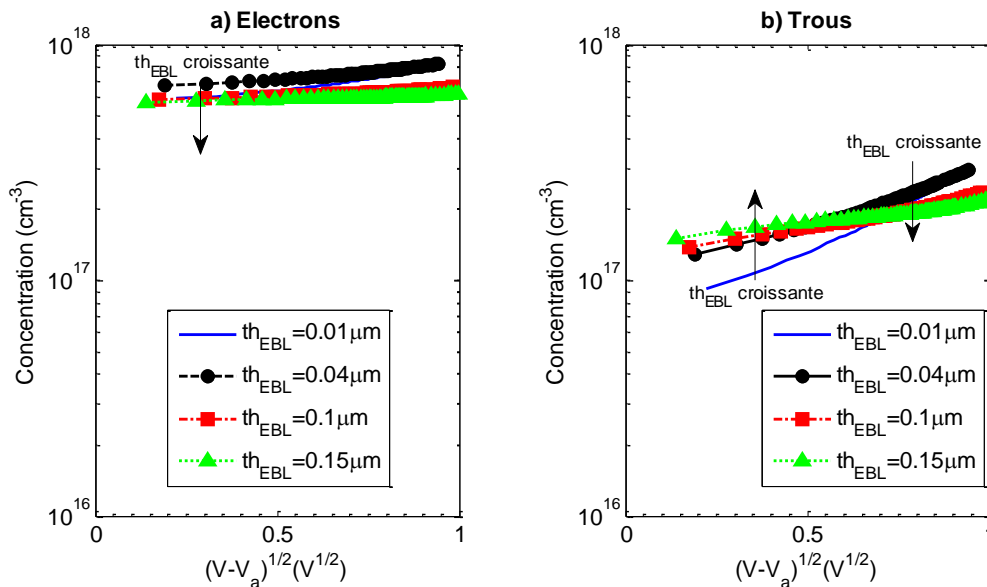 a) Electrons
10^18
th_EBL croissante
10^17
10^16
Concentration (cm^-3)
th_EBL=0.01μm
th_EBL=0.04μm
th_EBL=0.1μm
th_EBL=0.15μm
0
0.5
1
(V-V_a)^1/2(V^1/2)
b) Trous
10^18
th_EBL croissante
10^17
th_EBL croissante
10^16
Concentration (cm^-3)
th_EBL=0.01μm
th_EBL=0.04μm
th_EBL=0.1μm
th_EBL=0.15μm
0
0.5
1
(V-V_a)^1/2(V^1/2)